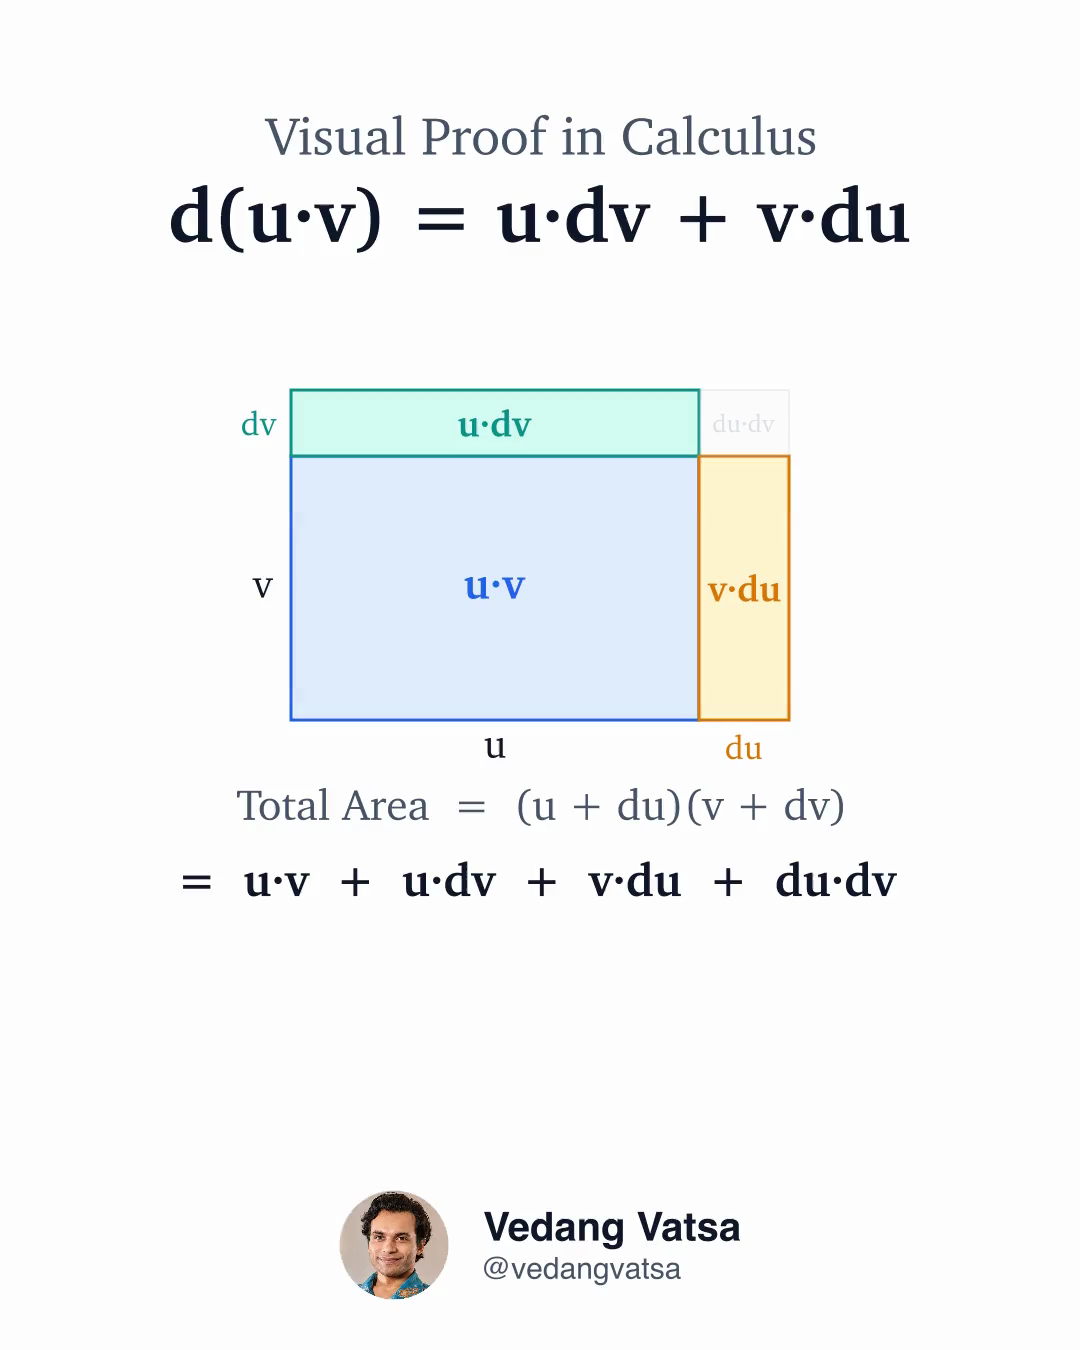 Visual Proof in Calculus
d(u·v) = u·dv + v·du
dv u·dv du·dv
v u·v v·du
u du
Total Area = (u + du)(v + dv)
= u·v + u·dv + v·du + du·dv
Vedang Vatsa
@vedangvatsa